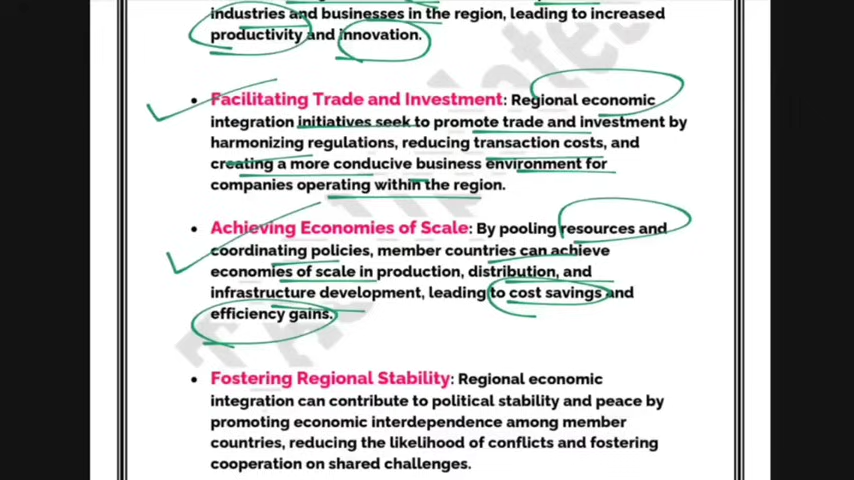 industries and businesses in the region, leading to increased
productivity and innovation.
• Facilitating Trade and Investment: Regional economic
integration initiatives seek to promote trade and investment by
harmonizing regulations, reducing transaction costs, and
creating a more conducive business environment for
companies operating within the region.
• Achieving Economies of Scale: By pooling resources and
coordinating policies, member countries can achieve
economies of scale in production, distribution, and
infrastructure development, leading to cost savings and
efficiency gains.
• Fostering Regional Stability: Regional economic
integration can contribute to political stability and peace by
promoting economic interdependence among member
countries, reducing the likelihood of conflicts and fostering
cooperation on shared challenges.